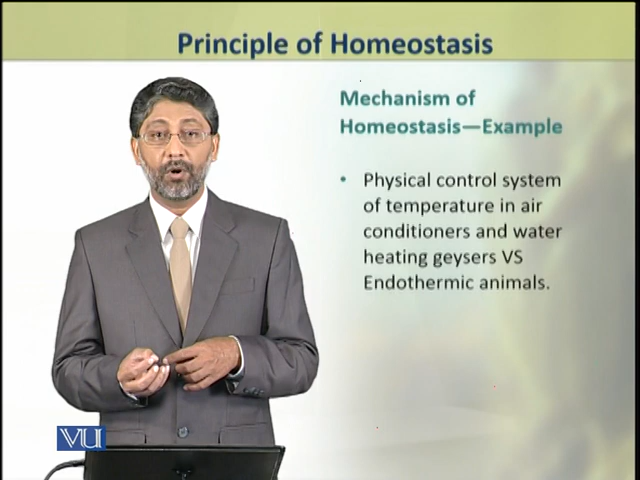 Principle of Homeostasis
Mechanism of
Homeostasis—Example
• Physical control system
of temperature in air
conditioners and water
heating geysers VS
Endothermic animals.
VU